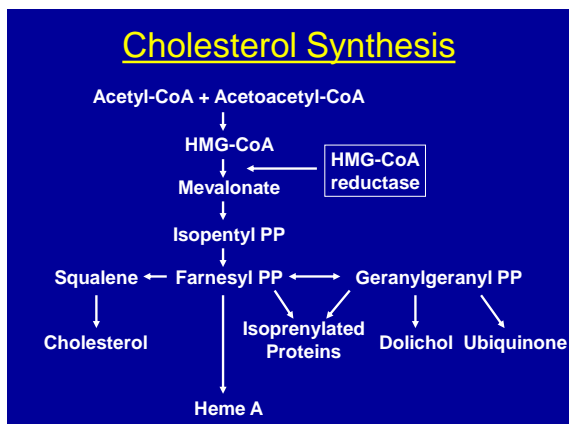 Cholesterol Synthesis
Acetyl-CoA + Acetoacetyl-CoA
HMG-CoA
HMG-CoA
reductase
Mevalonate
Isopentyl PP
Squalene
Farnesyl PP
Geranylgeranyl PP
Cholesterol
Isoprenylated
Proteins
Dolichol
Ubiquinone
Heme A